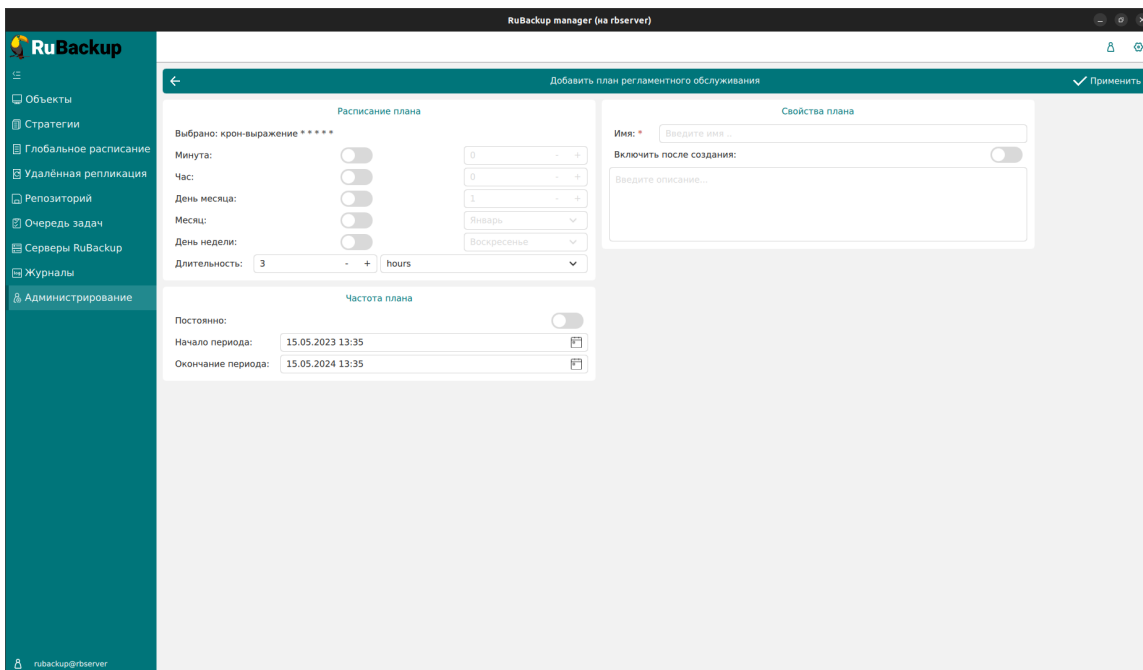 RuBackup manager (на rbserver)
RuBackup
Объекты
Стратегии
Глобальное расписание
Удалённая репликация
Репозиторий
Очередь задач
Серверы RuBackup
Журналы
Администрирование
rubackup@rbserver
Добавить план регламентного обслуживания
Применить
Расписание плана
Выбрано: крон-выражение * * * * *
Минута: 0 - +
Час: 0 - +
День месяца: 1 - +
Месяц: Январь
День недели: Воскресенье
Длительность: 3 - + hours
Частота плана
Постоянно:
Начало периода: 15.05.2023 13:35
Окончание периода: 15.05.2024 13:35
Свойства плана
Имя: * Введите имя ..
Включить после создания:
Введите описание...